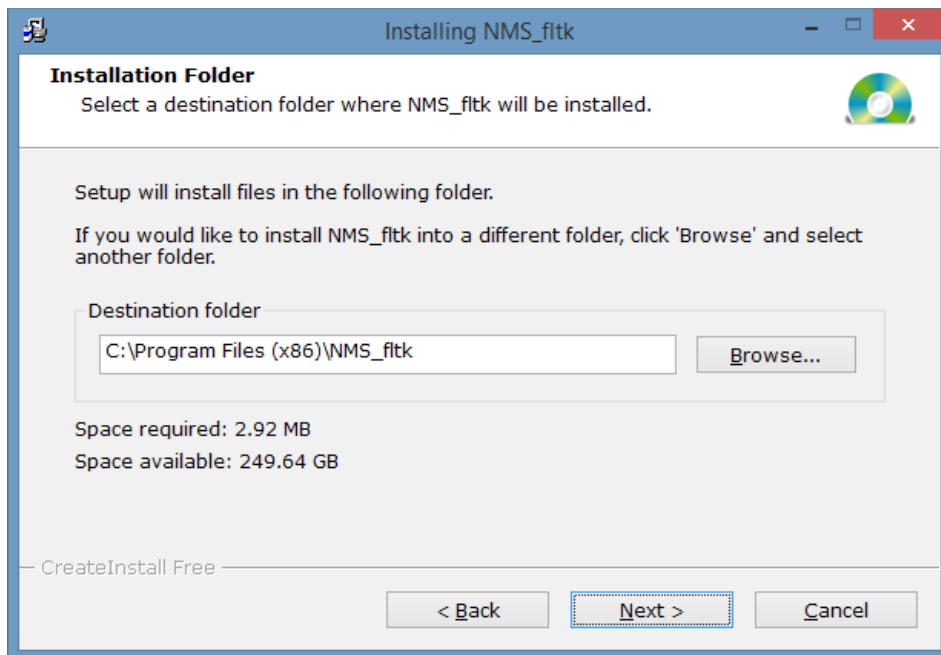 Installing NMS_fltk
Installation Folder
Select a destination folder where NMS_fltk will be installed.
Setup will install files in the following folder.
If you would like to install NMS_fltk into a different folder, click 'Browse' and select
another folder.
Destination folder
C:\Program Files (x86)\NMS_fltk
Browse...
Space required: 2.92 MB
Space available: 249.64 GB
CreateInstall Free
< Back
Next >
Cancel